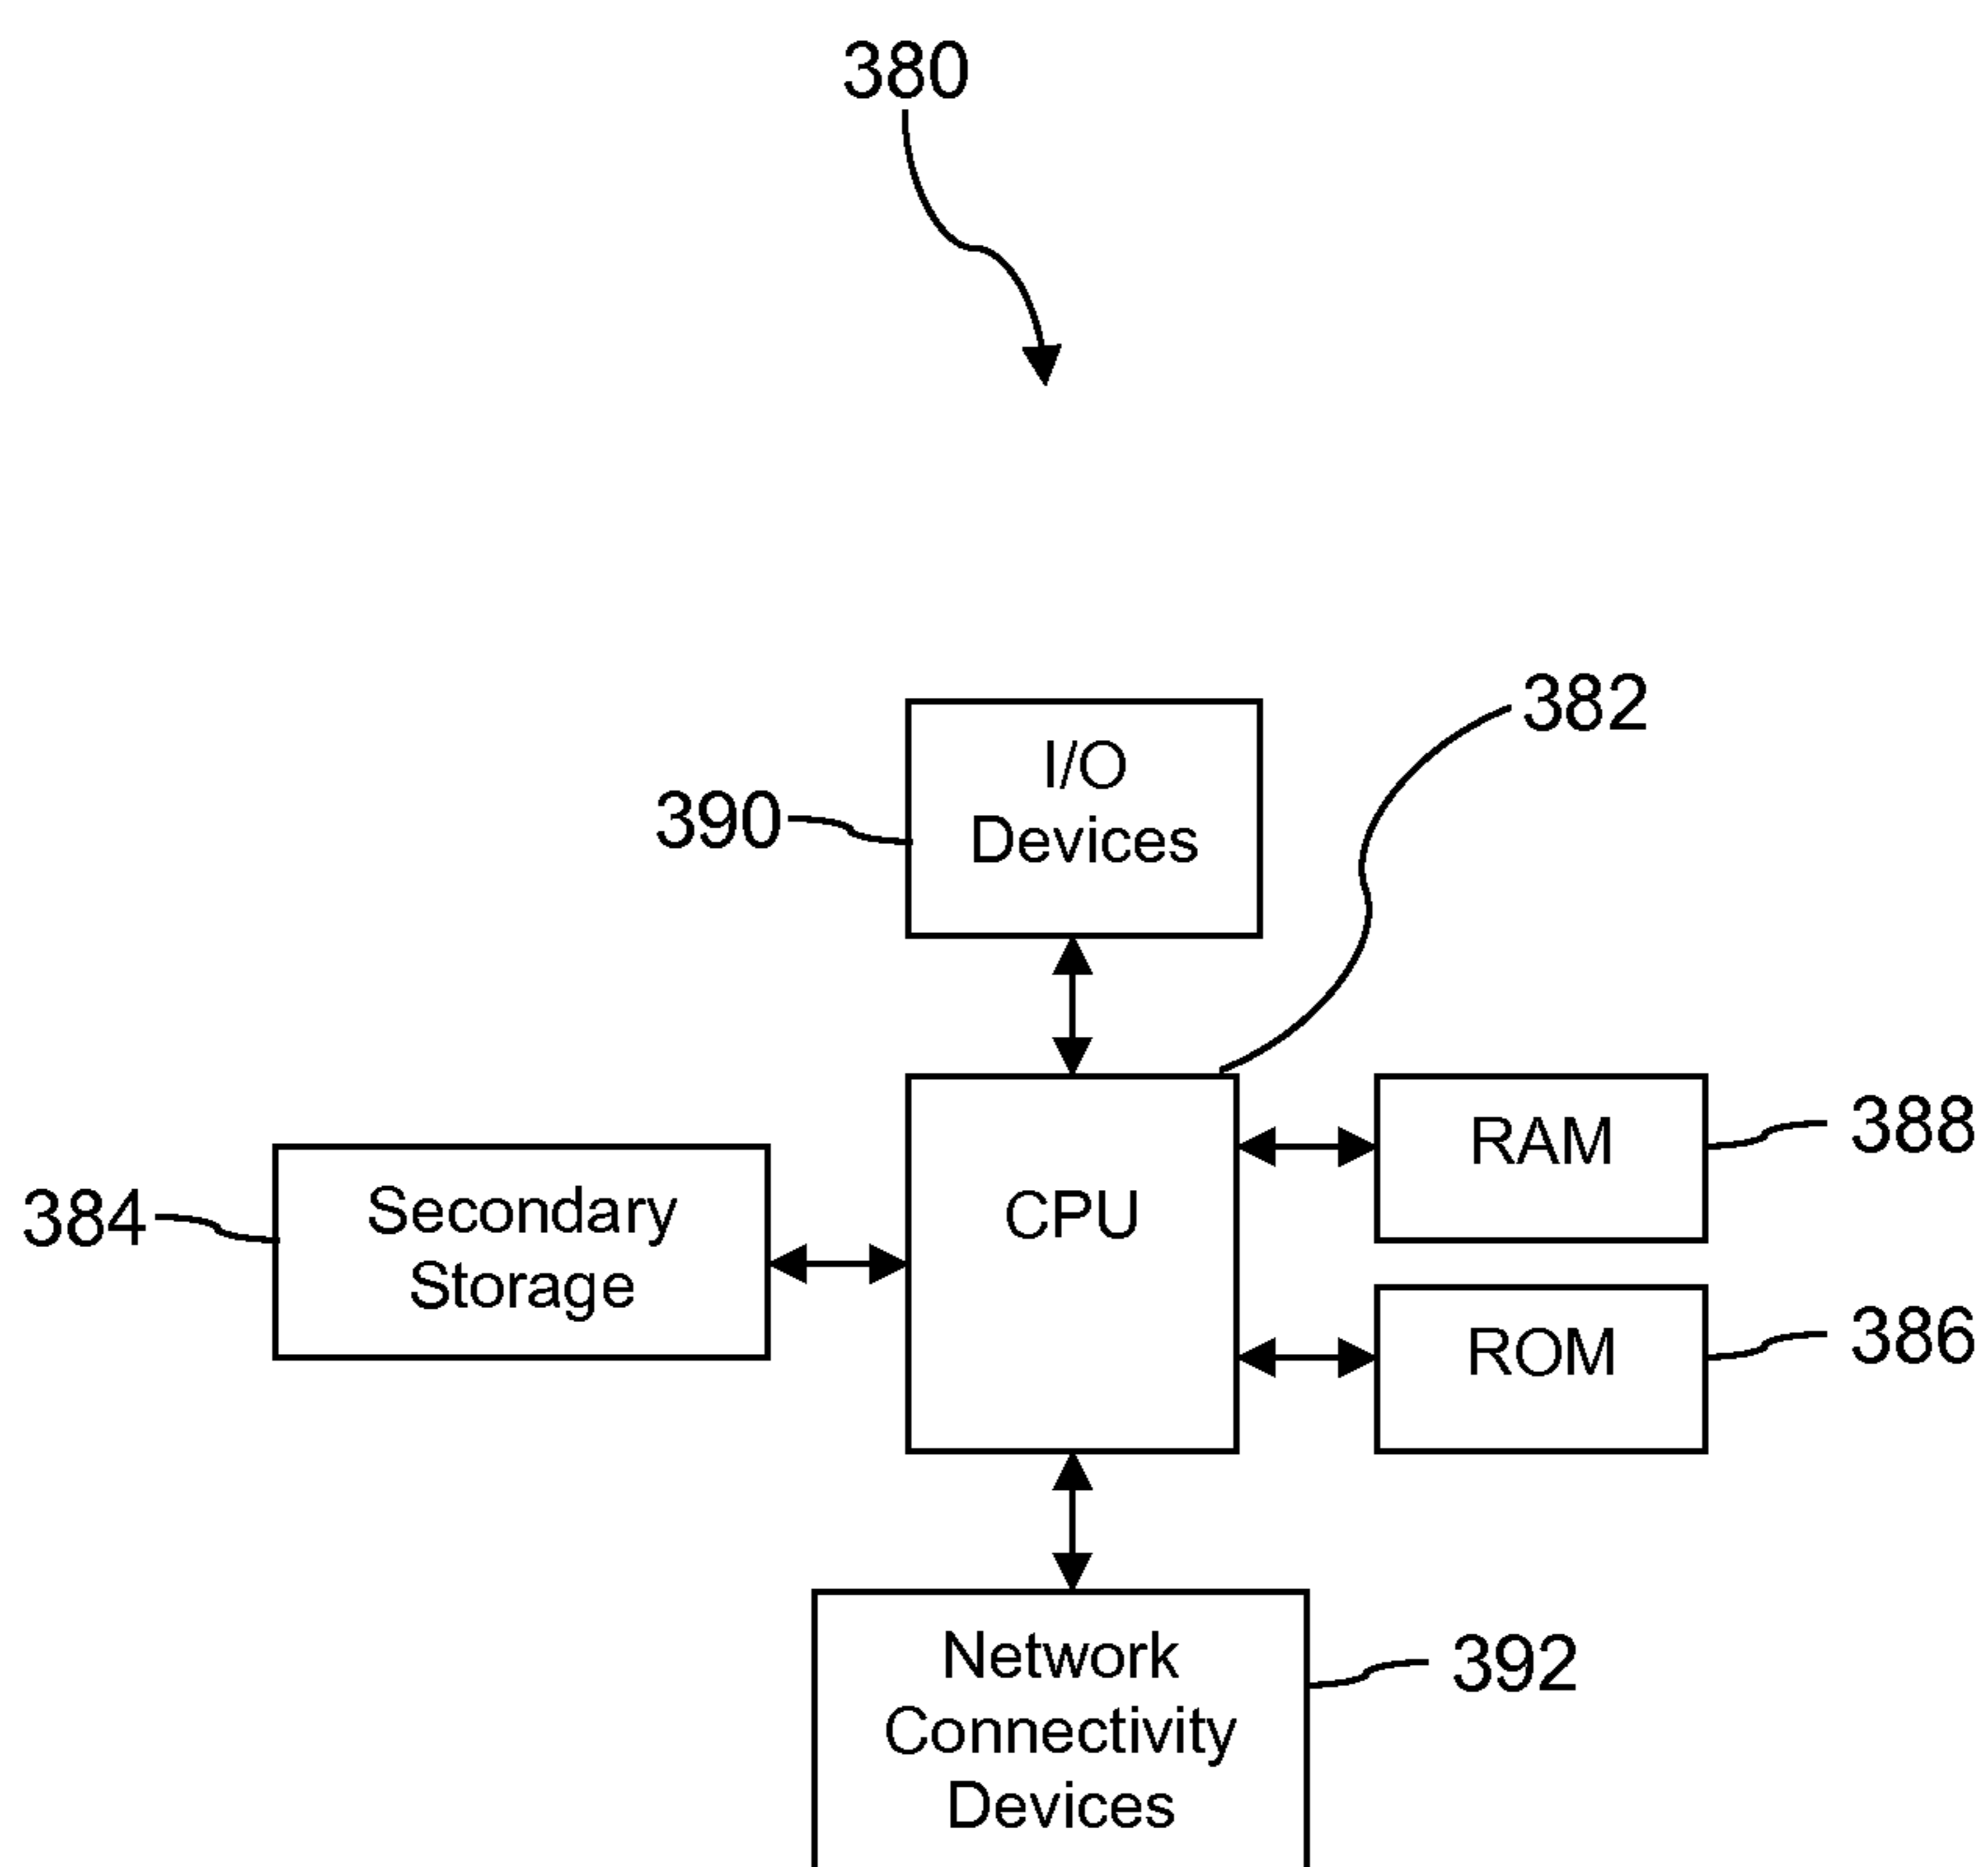 380
382
I/O
Devices
390
388
RAM
CPU
384
Secondary
Storage
386
ROM
392
Network
Connectivity
Devices